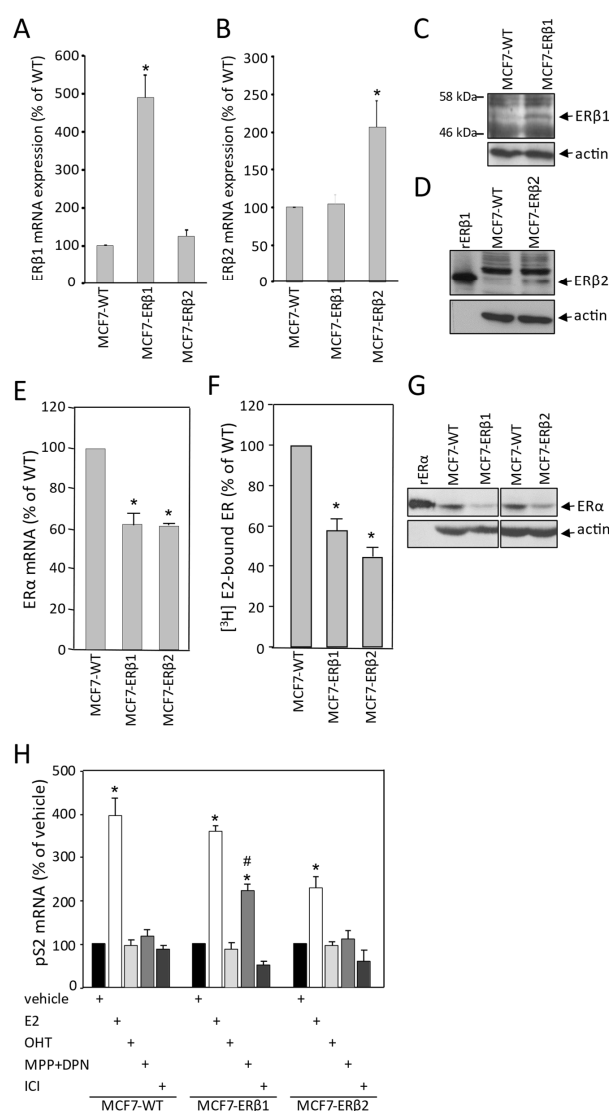 A
ERβ1 mRNA expression (% of WT)
600
500
400
300
200
100
0
*
MCF7-WT
MCF7-ERβ1
MCF7-ERβ2
B
ERβ2 mRNA expression (% of WT)
300
250
200
150
100
50
0
*
MCF7-WT
MCF7-ERβ1
MCF7-ERβ2
C
MCF7-WT
MCF7-ERβ1
58 kDa
46 kDa
ERβ1
actin
D
rERβ1
MCF7-WT
MCF7-ERβ2
ERβ2
actin
E
ERα mRNA (% of WT)
120
100
80
60
40
20
0
*
*
MCF7-WT
MCF7-ERβ1
MCF7-ERβ2
F
[³H] E2-bound ER (% of WT)
120
100
80
60
40
20
0
*
*
MCF7-WT
MCF7-ERβ1
MCF7-ERβ2
G
rERα
MCF7-WT
MCF7-ERβ1
MCF7-WT
MCF7-ERβ2
ERα
actin
H
pS2 mRNA (% of vehicle)
500
400
300
200
100
0
*
*
#
*
*
vehicle + + +
E2 + + +
OHT + + +
MPP+DPN + + +
ICI + + +
MCF7-WT MCF7-ERβ1 MCF7-ERβ2